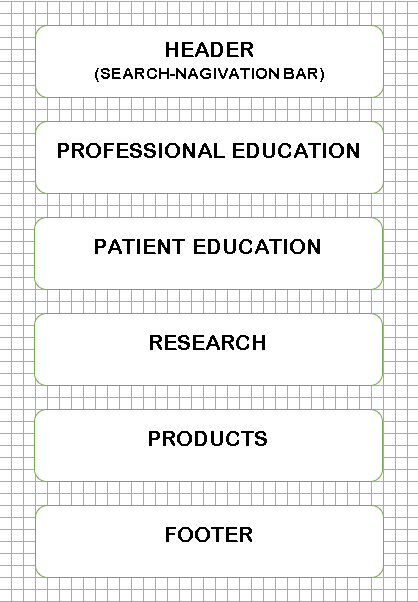 HEADER
(SEARCH-NAGIVATION BAR)
PROFESSIONAL EDUCATION
PATIENT EDUCATION
RESEARCH
PRODUCTS
FOOTER